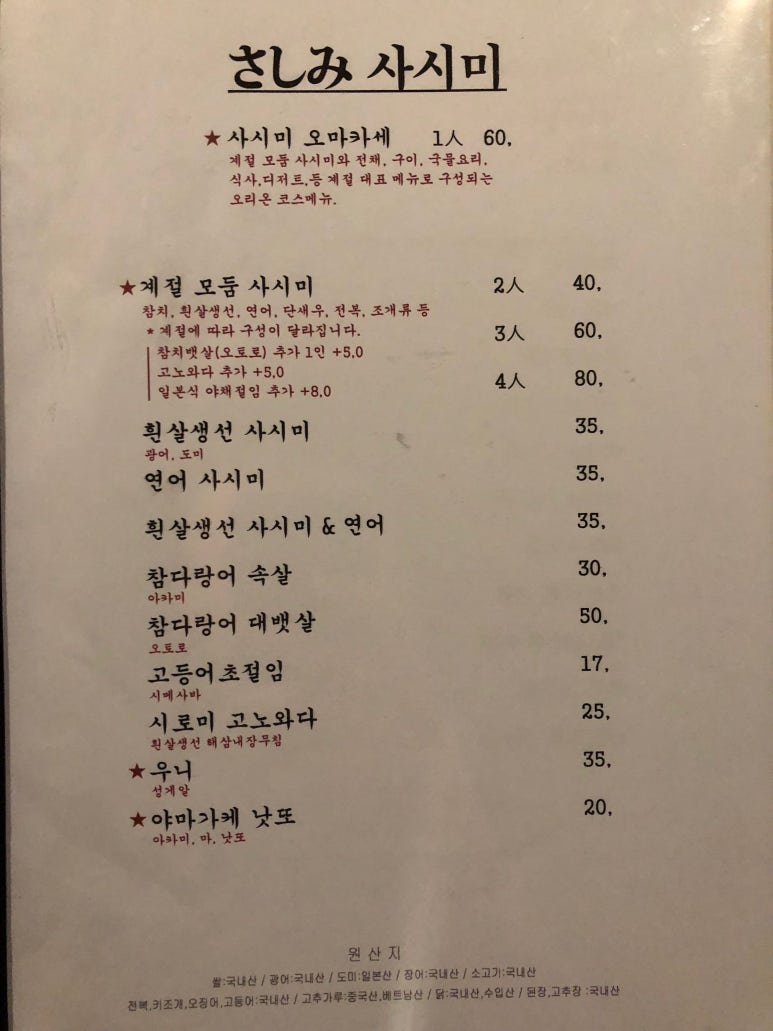 さしみ 사시미
★ 사시미 오마카세 1人 60,
계절 모둠 사시미와 전채, 구이, 국물요리,
식사,디저트,등 계절 대표 메뉴로 구성되는
오리온 코스메뉴.
★계절 모둠 사시미 2人 40,
참치, 흰살생선, 연어, 단새우, 전복, 조개류 등
* 계절에 따라 구성이 달라집니다. 3人 60,
참치뱃살(오토로) 추가 1인 +5,0
고노와다 추가 +5,0
일본식 야채절임 추가 +8,0 4人 80,
흰살생선 사시미 35,
광어, 도미
연어 사시미 35,
흰살생선 사시미 & 연어 35,
참다랑어 속살 30,
아카미
참다랑어 대뱃살 50,
오토로
고등어초절임 17,
시메사바
시로미 고노와다 25,
흰살생선 해삼내장무침
★우니 35,
성게알
★야마가케 낫또 20,
아카미, 마, 낫또
원산지
쌀:국내산 / 광어:국내산 / 도미:일본산 / 장어:국내산 / 소고기:국내산
전복,키조개,오징어,고등어:국내산 / 고추가루:중국산,베트남산 / 닭:국내산,수입산 / 된장,고추장 :국내산